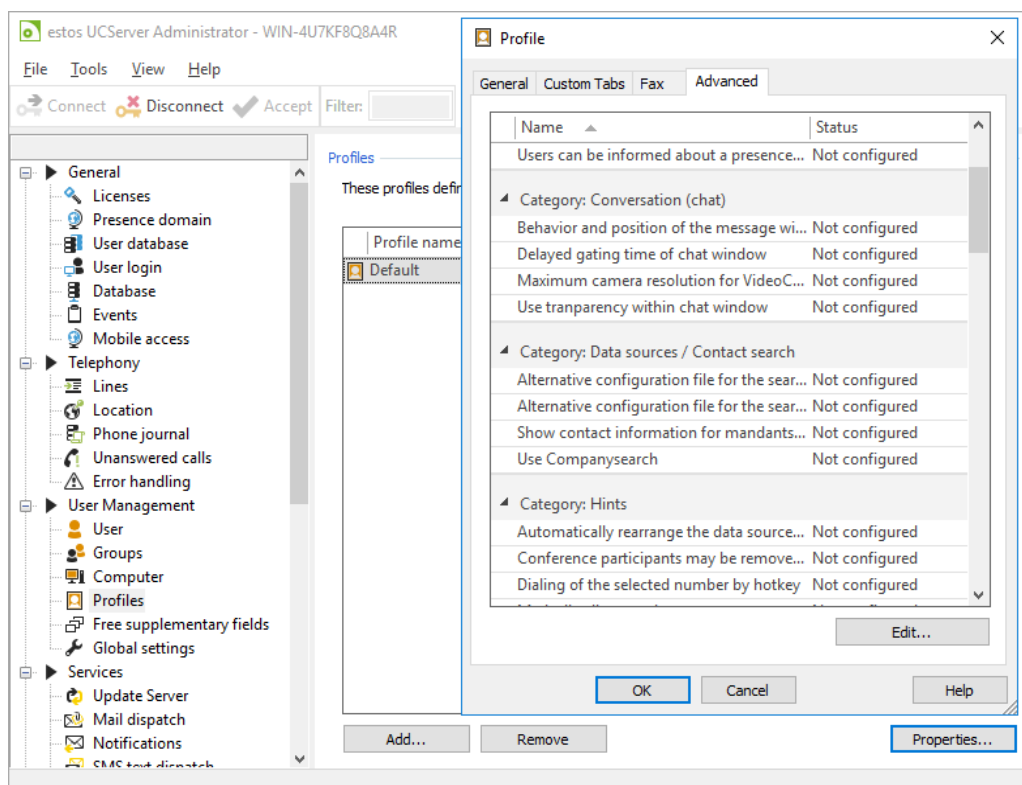 estos UCServer Administrator - WIN-4U7KF8Q8A4R
File Tools View Help
Connect Disconnect Accept Filter:
General
Licenses
Presence domain
User database
User login
Database
Events
Mobile access
Telephony
Lines
Location
Phone journal
Unanswered calls
Error handling
User Management
User
Groups
Computer
Profiles
Free supplementary fields
Global settings
Services
Update Server
Mail dispatch
Notifications
SMS text dispatch
Profiles
These profiles defin
Profile name
Default
Add... Remove Properties...
Profile
General Custom Tabs Fax Advanced
Name Status
Users can be informed about a presence... Not configured
Category: Conversation (chat)
Behavior and position of the message wi... Not configured
Delayed gating time of chat window Not configured
Maximum camera resolution for VideoC... Not configured
Use tranparency within chat window Not configured
Category: Data sources / Contact search
Alternative configuration file for the sear... Not configured
Alternative configuration file for the sear... Not configured
Show contact information for mandants... Not configured
Use Companysearch Not configured
Category: Hints
Automatically rearrange the data source... Not configured
Conference participants may be remove... Not configured
Dialing of the selected number by hotkey Not configured
Edit...
OK Cancel Help